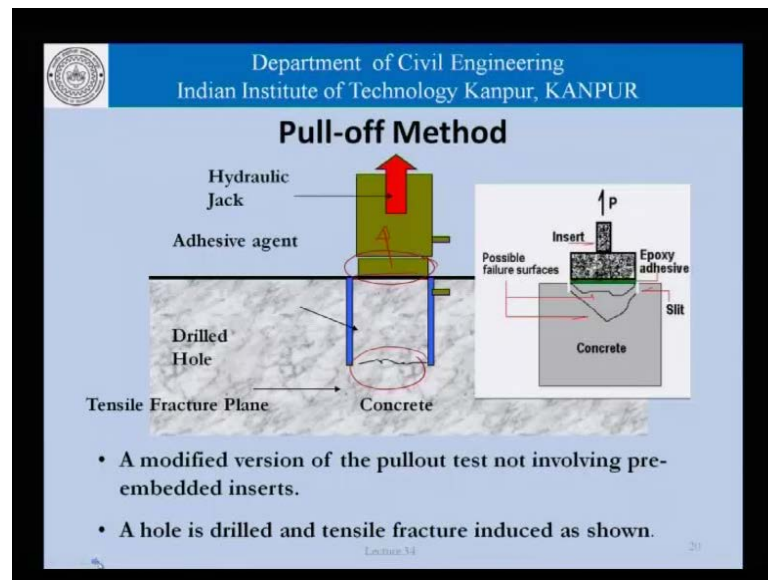 Department of Civil Engineering
Indian Institute of Technology Kanpur, KANPUR
Pull-off Method
Hydraulic
Jack
Adhesive agent
Drilled
Hole
Tensile Fracture Plane
Concrete
P
Insert
Possible
failure surfaces
Epoxy
adhesive
Slit
Concrete
• A modified version of the pullout test not involving pre-
embedded inserts.
• A hole is drilled and tensile fracture induced as shown.
Lecture 34
20